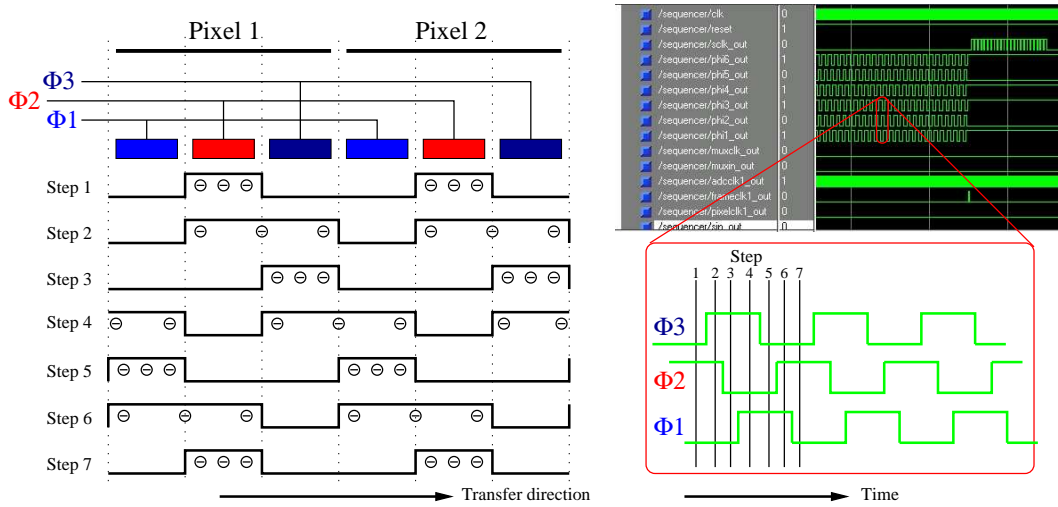 Pixel 1
Pixel 2
Φ3
Φ2
Φ1
Step 1
Step 2
Step 3
Step 4
Step 5
Step 6
Step 7
Transfer direction
/sequencer/clk 0
/sequencer/reset 1
/sequencer/sclk_out 0
/sequencer/phi6_out 1
/sequencer/phi5_out 0
/sequencer/phi4_out 1
/sequencer/phi3_out 1
/sequencer/phi2_out 0
/sequencer/phi1_out 1
/sequencer/muxclk_out 0
/sequencer/muxin_out 0
/sequencer/adcclk1_out 1
/sequencer/frameclk1_out 0
/sequencer/pixelclk1_out 0
/sequencer/sin_out 0
Step
1 2 3 4 5 6 7
Φ3
Φ2
Φ1
Time